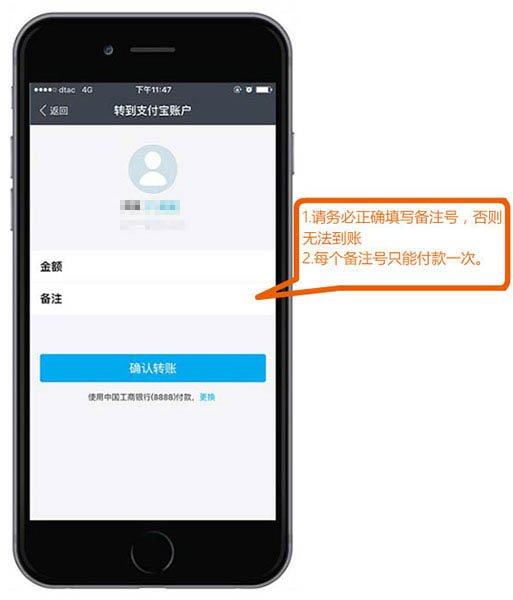 dtac 4G 下午11:47
返回 转到支付宝账户
1.请务必正确填写备注号，否则
无法到账
2.每个备注号只能付款一次。
金额
备注
确认转账
使用中国工商银行(8888)付款，更换